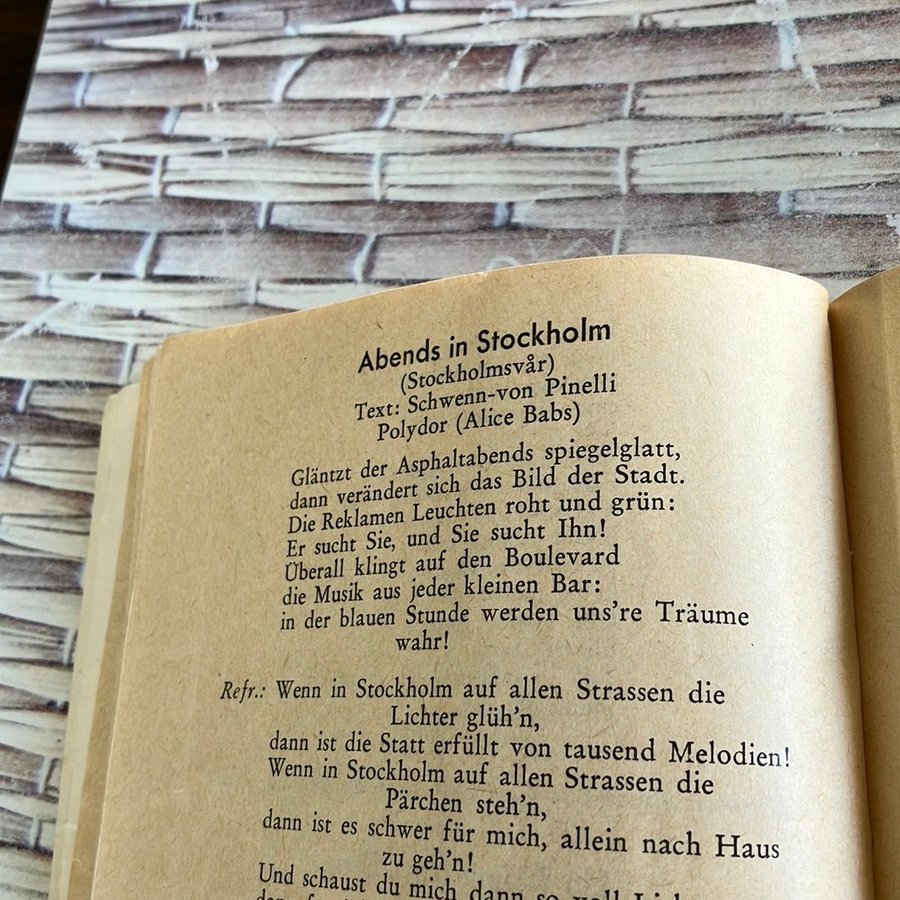 Abends in Stockholm
(Stockholmsvår)
Text: Schwenn-von Pinelli
Polydor (Alice Babs)
Gläntzt der Asphaltabends spiegelglatt,
dann verändert sich das Bild der Stadt.
Die Reklamen Leuchten roht und grün:
Er sucht Sie, und Sie sucht Ihn!
Überall klingt auf den Boulevard
die Musik aus jeder kleinen Bar:
in der blauen Stunde werden uns're Träume
wahr!
Refr.: Wenn in Stockholm auf allen Strassen die
Lichter glüh'n,
dann ist die Statt erfüllt von tausend Melodien!
Wenn in Stockholm auf allen Strassen die
Pärchen steh'n,
dann ist es schwer für mich, allein nach Haus
zu geh'n!
Und schaust du mich dann so voll